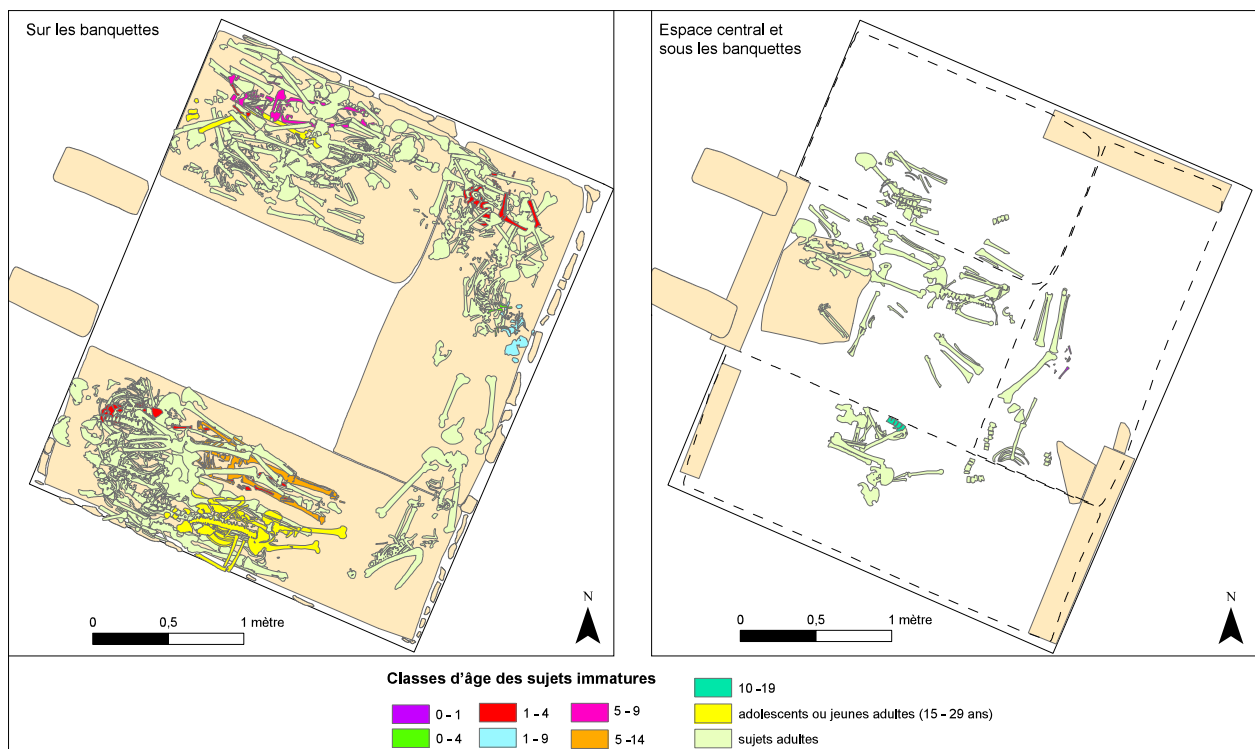 Sur les banquettes
Espace central et
sous les banquettes
N
0 0,5 1 mètre
N
0 0,5 1 mètre
Classes d'âge des sujets immatures
0 - 1
1 - 4
5 - 9
0 - 4
1 - 9
5 - 14
10 - 19
adolescents ou jeunes adultes (15 - 29 ans)
sujets adultes